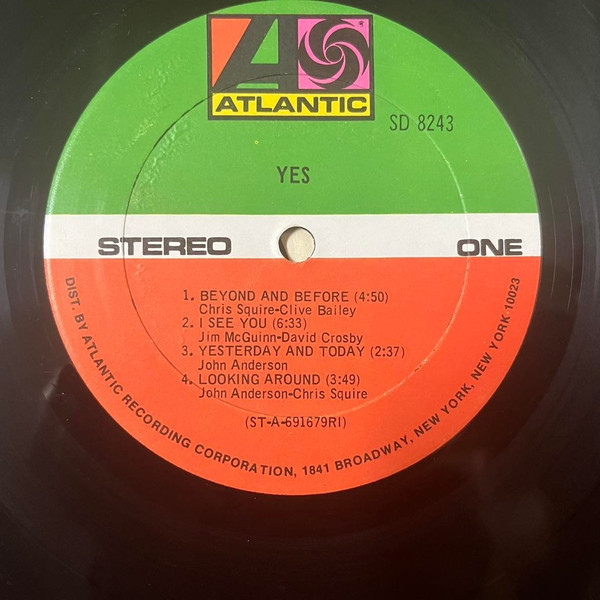 ATLANTIC
SD 8243
YES
STEREO
ONE
1. BEYOND AND BEFORE (4:50)
Chris Squire-Clive Bailey
2. I SEE YOU (6:33)
Jim McGuinn-David Crosby
3. YESTERDAY AND TODAY (2:37)
John Anderson
4. LOOKING AROUND (3:49)
John Anderson-Chris Squire
(ST-A-691679RI)
DIST. BY ATLANTIC RECORDING CORPORATION, 1841 BROADWAY, NEW YORK, NEW YORK 10023